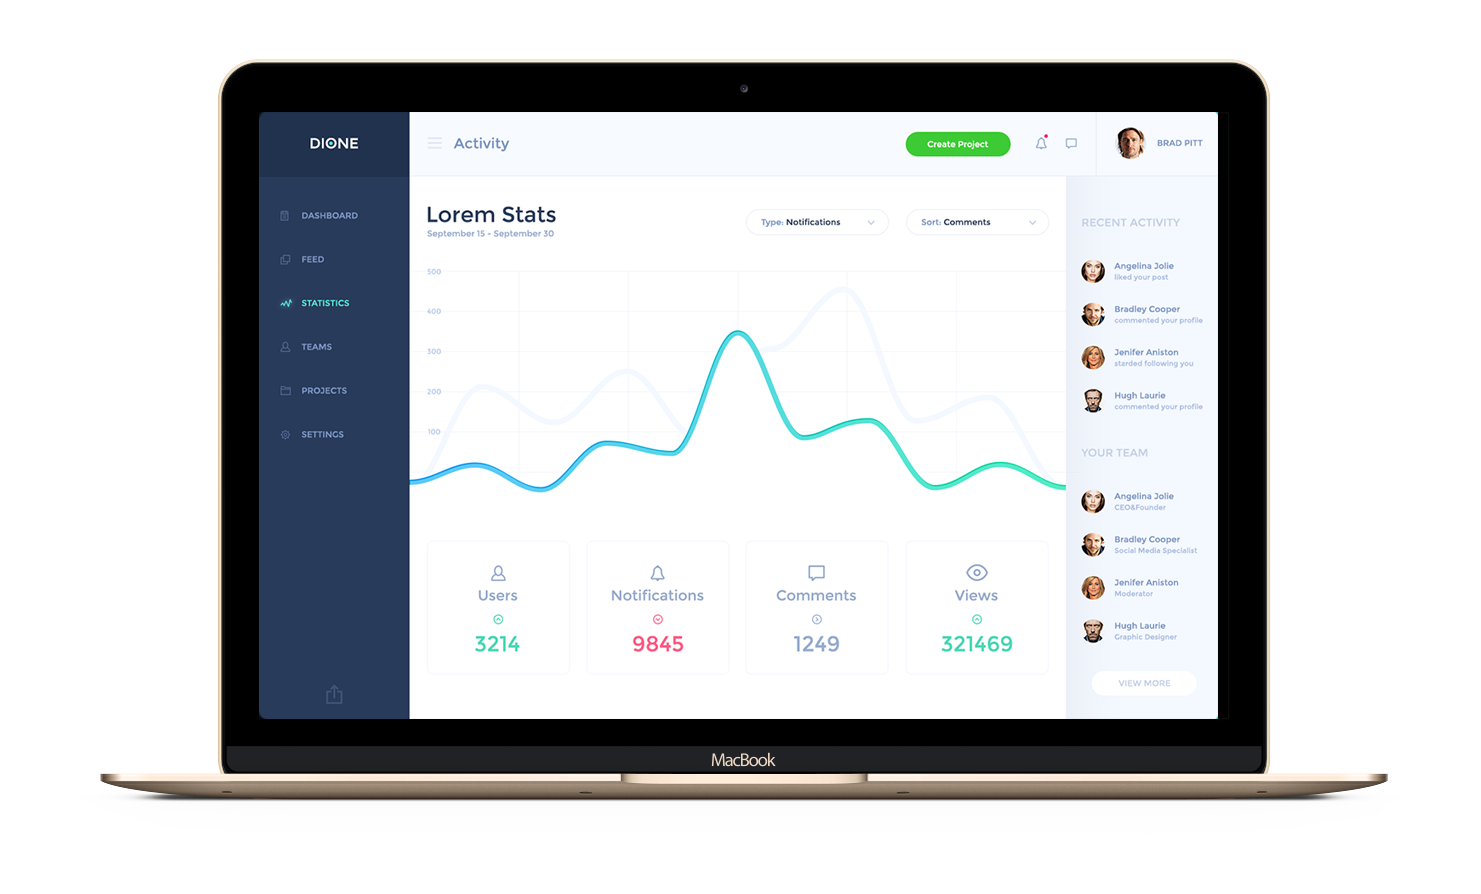 DIONE
Activity
Create Project
BRAD PITT
DASHBOARD
FEED
STATISTICS
TEAMS
PROJECTS
SETTINGS
Lorem Stats
September 15 - September 30
Type: Notifications
Sort: Comments
500
400
300
200
100
Users
3214
Notifications
9845
Comments
1249
Views
321469
RECENT ACTIVITY
Angelina Jolie
liked your post
Bradley Cooper
commented your profile
Jenifer Aniston
starded following you
Hugh Laurie
commented your profile
YOUR TEAM
Angelina Jolie
CEO&Founder
Bradley Cooper
Social Media Specialist
Jenifer Aniston
Moderator
Hugh Laurie
Graphic Designer
VIEW MORE
MacBook